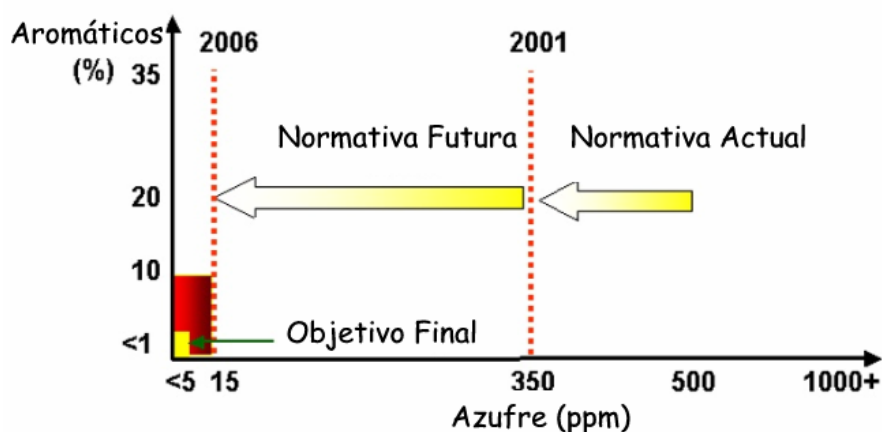 Aromáticos
(%)
2006
2001
35
Normativa Futura
Normativa Actual
20
10
Objetivo Final
<1
<5
15
350
500
1000+
Azufre (ppm)